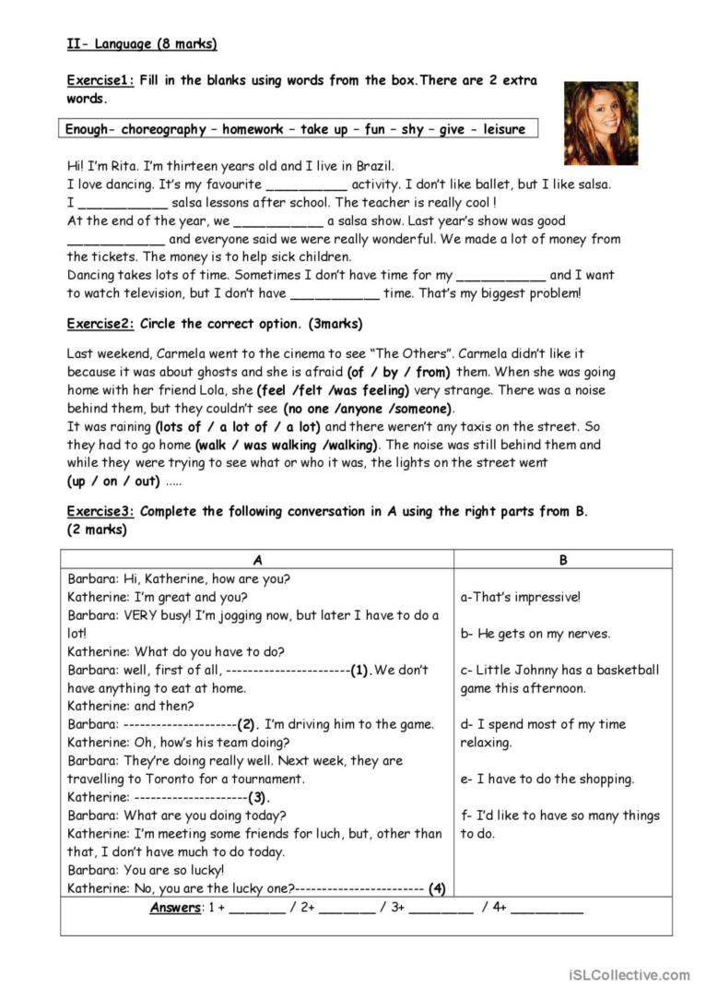 II- Language (8 marks)
Exercise1: Fill in the blanks using words from the box.There are 2 extra
words.
Enough- choreography – homework – take up – fun – shy – give - leisure
Hi! I'm Rita. I'm thirteen years old and I live in Brazil.
I love dancing. It's my favourite __________ activity. I don't like ballet, but I like salsa.
I ___________ salsa lessons after school. The teacher is really cool !
At the end of the year, we ___________ a salsa show. Last year's show was good
____________ and everyone said we were really wonderful. We made a lot of money from
the tickets. The money is to help sick children.
Dancing takes lots of time. Sometimes I don't have time for my ___________ and I want
to watch television, but I don't have ___________ time. That's my biggest problem!
Exercise2: Circle the correct option. (3marks)
Last weekend, Carmela went to the cinema to see "The Others". Carmela didn't like it
because it was about ghosts and she is afraid (of / by / from) them. When she was going
home with her friend Lola, she (feel /felt /was feeling) very strange. There was a noise
behind them, but they couldn't see (no one /anyone /someone).
It was raining (lots of / a lot of / a lot) and there weren't any taxis on the street. So
they had to go home (walk / was walking /walking). The noise was still behind them and
while they were trying to see what or who it was, the lights on the street went
(up / on / out) .....
Exercise3: Complete the following conversation in A using the right parts from B.
(2 marks)
A
Barbara: Hi, Katherine, how are you?
Katherine: I'm great and you?
Barbara: VERY busy! I'm jogging now, but later I have to do a
lot!
Katherine: What do you have to do?
Barbara: well, first of all, -----------------------(1).We don't
have anything to eat at home.
Katherine: and then?
Barbara: ---------------------(2). I'm driving him to the game.
Katherine: Oh, how's his team doing?
Barbara: They're doing really well. Next week, they are
travelling to Toronto for a tournament.
Katherine: ---------------------(3).
Barbara: What are you doing today?
Katherine: I'm meeting some friends for luch, but, other than
that, I don't have much to do today.
Barbara: You are so lucky!
Katherine: No, you are the lucky one?------------------------ (4)
B
a-That's impressive!
b- He gets on my nerves.
c- Little Johnny has a basketball
game this afternoon.
d- I spend most of my time
relaxing.
e- I have to do the shopping.
f- I'd like to have so many things
to do.
Answers: 1 + _______ / 2+ _______ / 3+ ________ / 4+ _________
iSLCollective.com